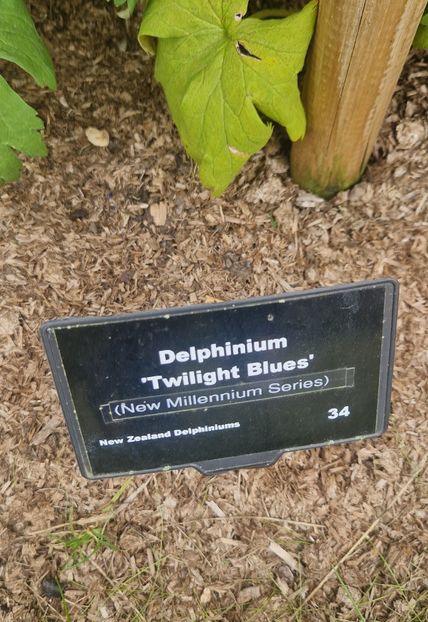 Delphinium
'Twilight Blues'
(New Millennium Series)
New Zealand Delphiniums 34